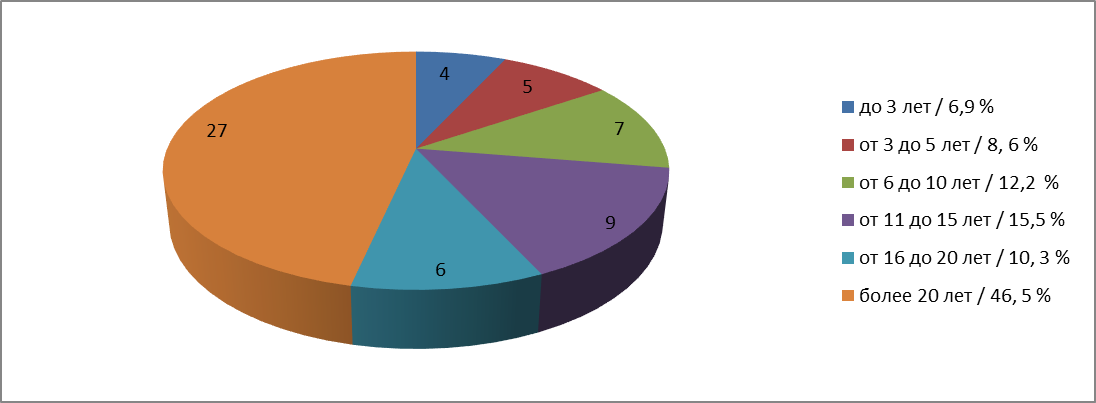 4
5
7
9
6
27
до 3 лет / 6,9 %
от 3 до 5 лет / 8, 6 %
от 6 до 10 лет / 12,2  %
от 11 до 15 лет / 15,5 %
от 16 до 20 лет / 10, 3 %
более 20 лет / 46, 5 %